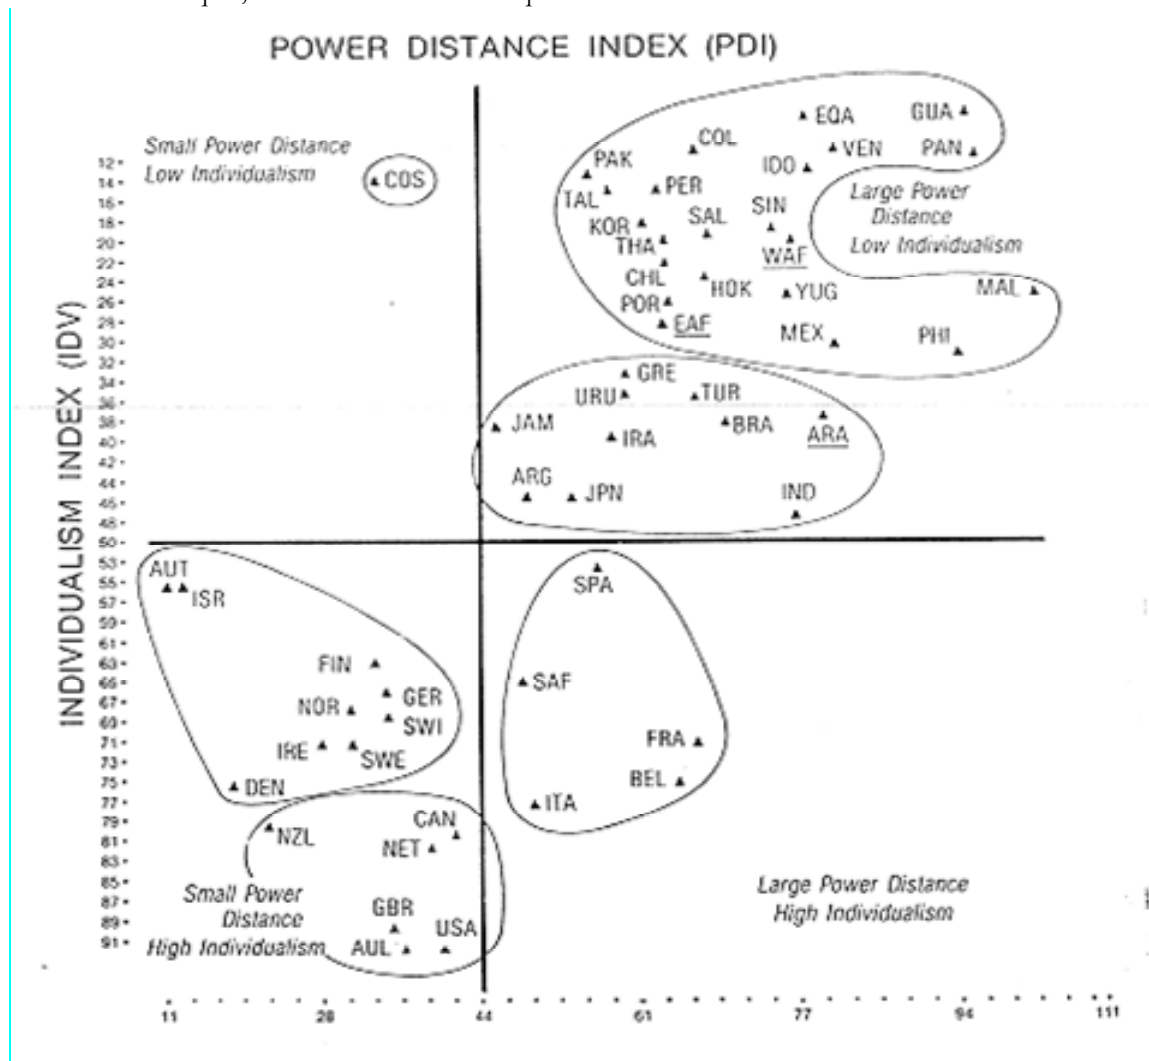 POWER DISTANCE INDEX (PDI)
Small Power Distance
Low Individualism
COS
PAK
COL
EQA
GUA
VEN
PAN
IDO
TAL
PER
KOR
SAL
SIN
THA
WAF
CHL
HOK
POR
EAF
YUG
MAL
MEX
PHI
Large Power
Distance
Low Individualism
GRE
URU
TUR
JAM
IRA
BRA
ARA
ARG
JPN
IND
INDIVIDUALISM INDEX (IDV)
12
14
16
18
20
22
24
26
28
30
32
34
36
38
40
42
44
46
48
50
53
55
57
59
61
63
65
67
69
71
73
75
77
79
81
83
85
87
89
91
AUT
ISR
FIN
GER
NOR
SWI
IRE
SWE
DEN
SPA
SAF
FRA
BEL
ITA
NZL
CAN
NET
GBR
USA
AUL
Small Power
Distance
High Individualism
Large Power Distance
High Individualism
11 28 44 61 77 94 111